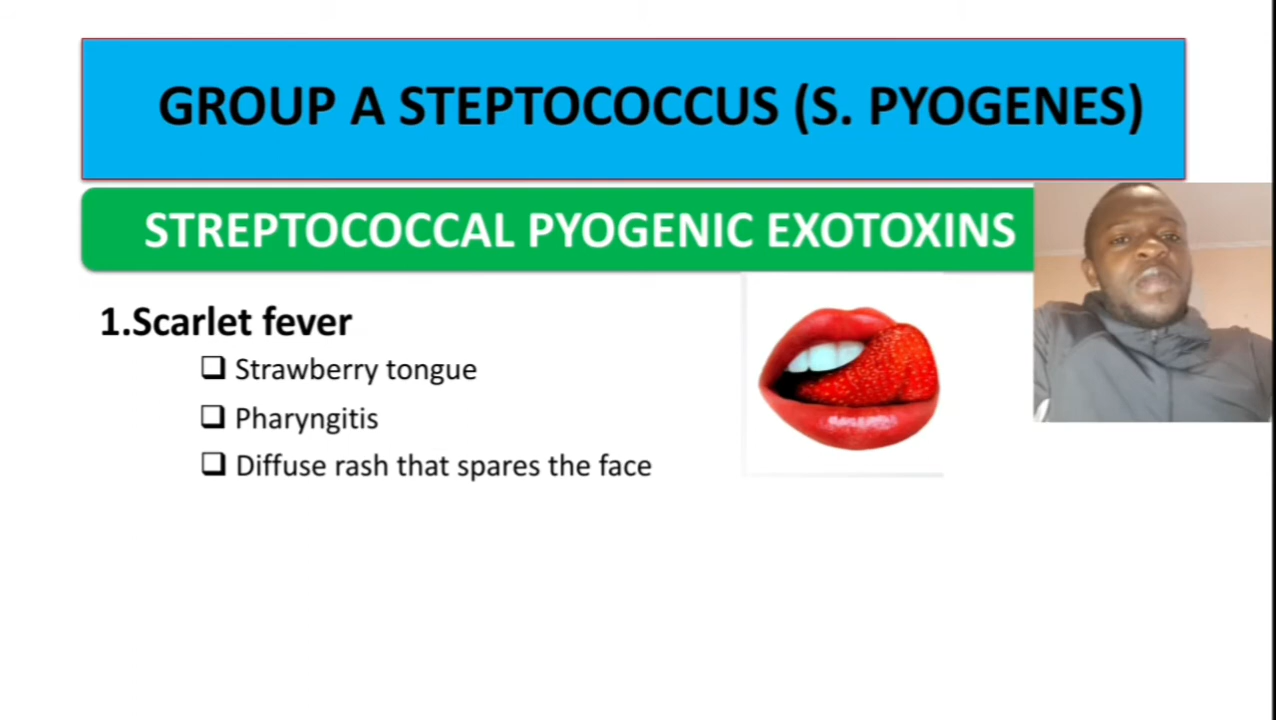 GROUP A STEPTOCOCCUS (S. PYOGENES)
STREPTOCOCCAL PYOGENIC EXOTOXINS
1.Scarlet fever
❑ Strawberry tongue
❑ Pharyngitis
❑ Diffuse rash that spares the face